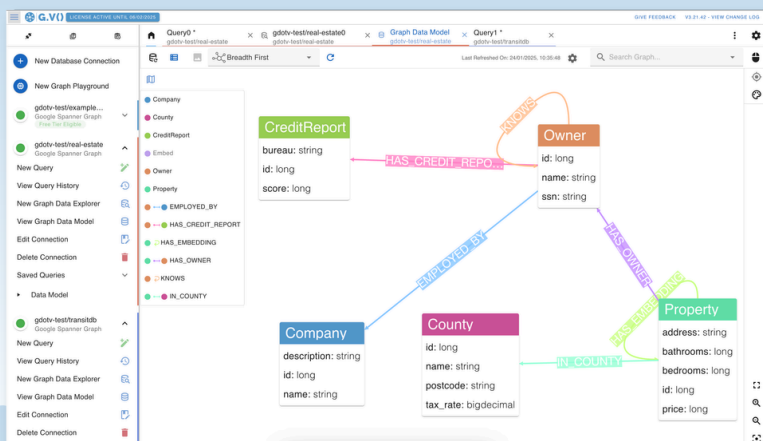 G.V() LICENSE ACTIVE UNTIL 06/02/2025
GIVE FEEDBACK V3.21.42 - VIEW CHANGE LOG
Query0 *
gdotv-test/real-estate
gdotv-test/real-estate0
gdotv-test/real-estate
Graph Data Model
gdotv-test/real-estate
Query1 *
gdotv-test/transitdb
New Database Connection
New Graph Playground
gdotv-test/example...
Google Spanner Graph
Free Tier Eligible
gdotv-test/real-estate
Google Spanner Graph
New Query
View Query History
New Graph Data Explorer
View Graph Data Model
Edit Connection
Delete Connection
Saved Queries
Data Model
gdotv-test/transitdb
Google Spanner Graph
New Query
View Query History
New Graph Data Explorer
View Graph Data Model
Edit Connection
Delete Connection
Breadth First
Last Refreshed On: 24/01/2025, 10:35:46
Search Graph...
Company
County
CreditReport
Embed
Owner
Property
EMPLOYED_BY
HAS_CREDIT_REPORT
HAS_EMBEDDING
HAS_OWNER
KNOWS
IN_COUNTY
CreditReport
bureau: string
id: long
score: long
HAS_CREDIT_REPO...
KNOWS
Owner
id: long
name: string
ssn: string
EMPLOYED_BY
HAS_OWNER
HAS_EMBEDDING
Company
description: string
id: long
name: string
County
id: long
name: string
postcode: string
tax_rate: bigdecimal
IN_COUNTY
Property
address: string
bathrooms: long
bedrooms: long
id: long
price: long